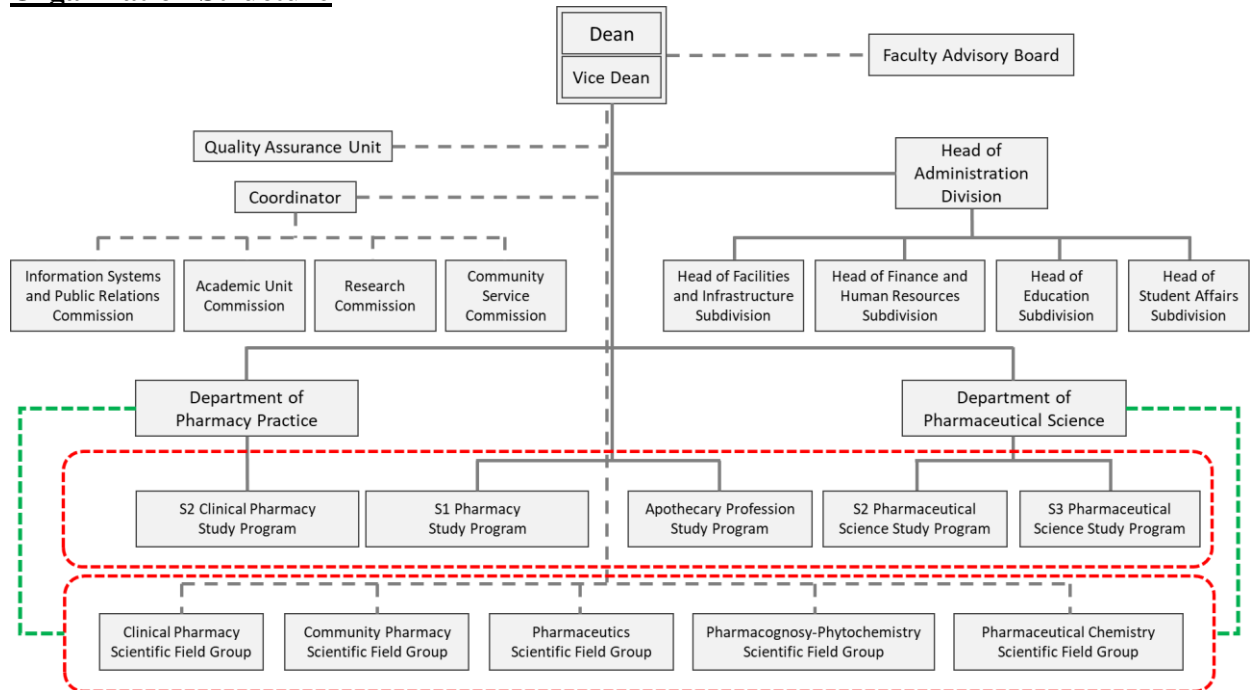 Dean
Vice Dean
Faculty Advisory Board
Quality Assurance Unit
Head of
Administration
Division
Coordinator
Information Systems
and Public Relations
Commission
Academic Unit
Commission
Research
Commission
Community
Service
Commission
Head of Facilities
and Infrastructure
Subdivision
Head of Finance and
Human Resources
Subdivision
Head of
Education
Subdivision
Head of
Student Affairs
Subdivision
Department of
Pharmacy Practice
Department of
Pharmaceutical Science
S2 Clinical Pharmacy
Study Program
S1 Pharmacy
Study Program
Apothecary Profession
Study Program
S2 Pharmaceutical
Science Study Program
S3 Pharmaceutical
Science Study Program
Clinical Pharmacy
Scientific Field Group
Community Pharmacy
Scientific Field Group
Pharmaceutics
Scientific Field Group
Pharmacognosy-Phytochemistry
Scientific Field Group
Pharmaceutical Chemistry
Scientific Field Group